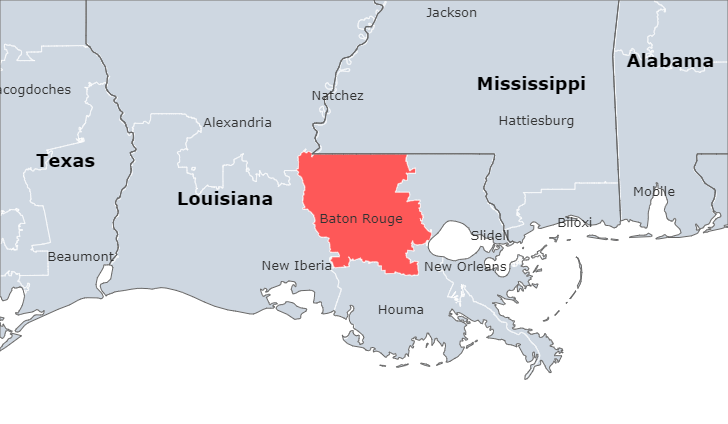 Jackson
Alabama
Mississippi
acogdoches
Natchez
Alexandria
Hattiesburg
Texas
Louisiana
Mobile
Baton Rouge
Biloxi
Slidell
Beaumont
New Iberia
New Orleans
Houma